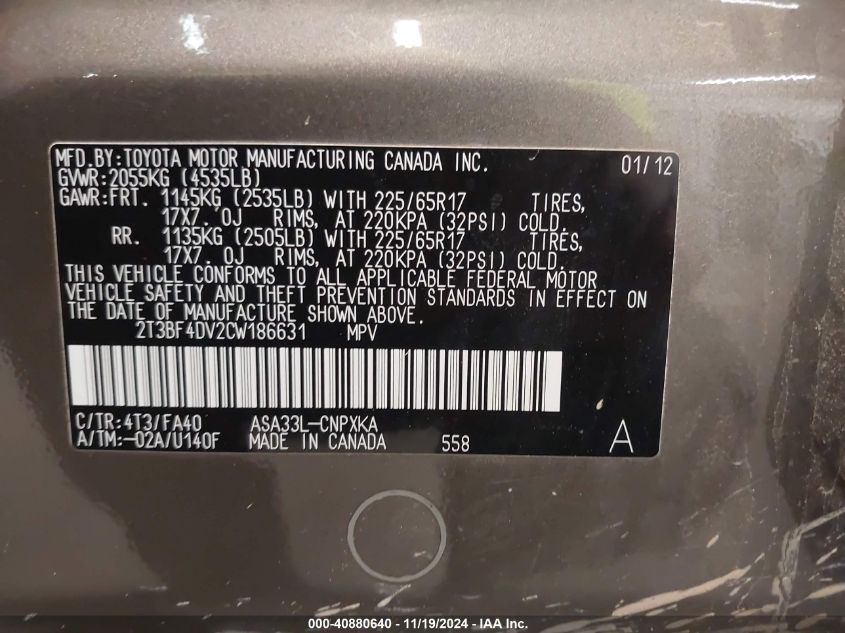 MFD.BY:TOYOTA MOTOR MANUFACTURING CANADA INC. 01/12
GVWR:2055KG (4535LB)
GAWR:FRT. 1145KG (2535LB) WITH 225/65R17 TIRES,
17X7.0J RIMS, AT 220KPA (32PSI) COLD.
RR. 1135KG (2505LB) WITH 225/65R17 TIRES,
17X7.0J RIMS, AT 220KPA (32PSI) COLD.
THIS VEHICLE CONFORMS TO ALL APPLICABLE FEDERAL MOTOR
VEHICLE SAFETY AND THEFT PREVENTION STANDARDS IN EFFECT ON
THE DATE OF MANUFACTURE SHOWN ABOVE.
2T3BF4DV2CW186631 MPV
C/TR:4T3/FA40 ASA33L-CNPXKA
A/TM:-02A/U140F MADE IN CANADA 558 A
000-40880640 - 11/19/2024 - IAA Inc.